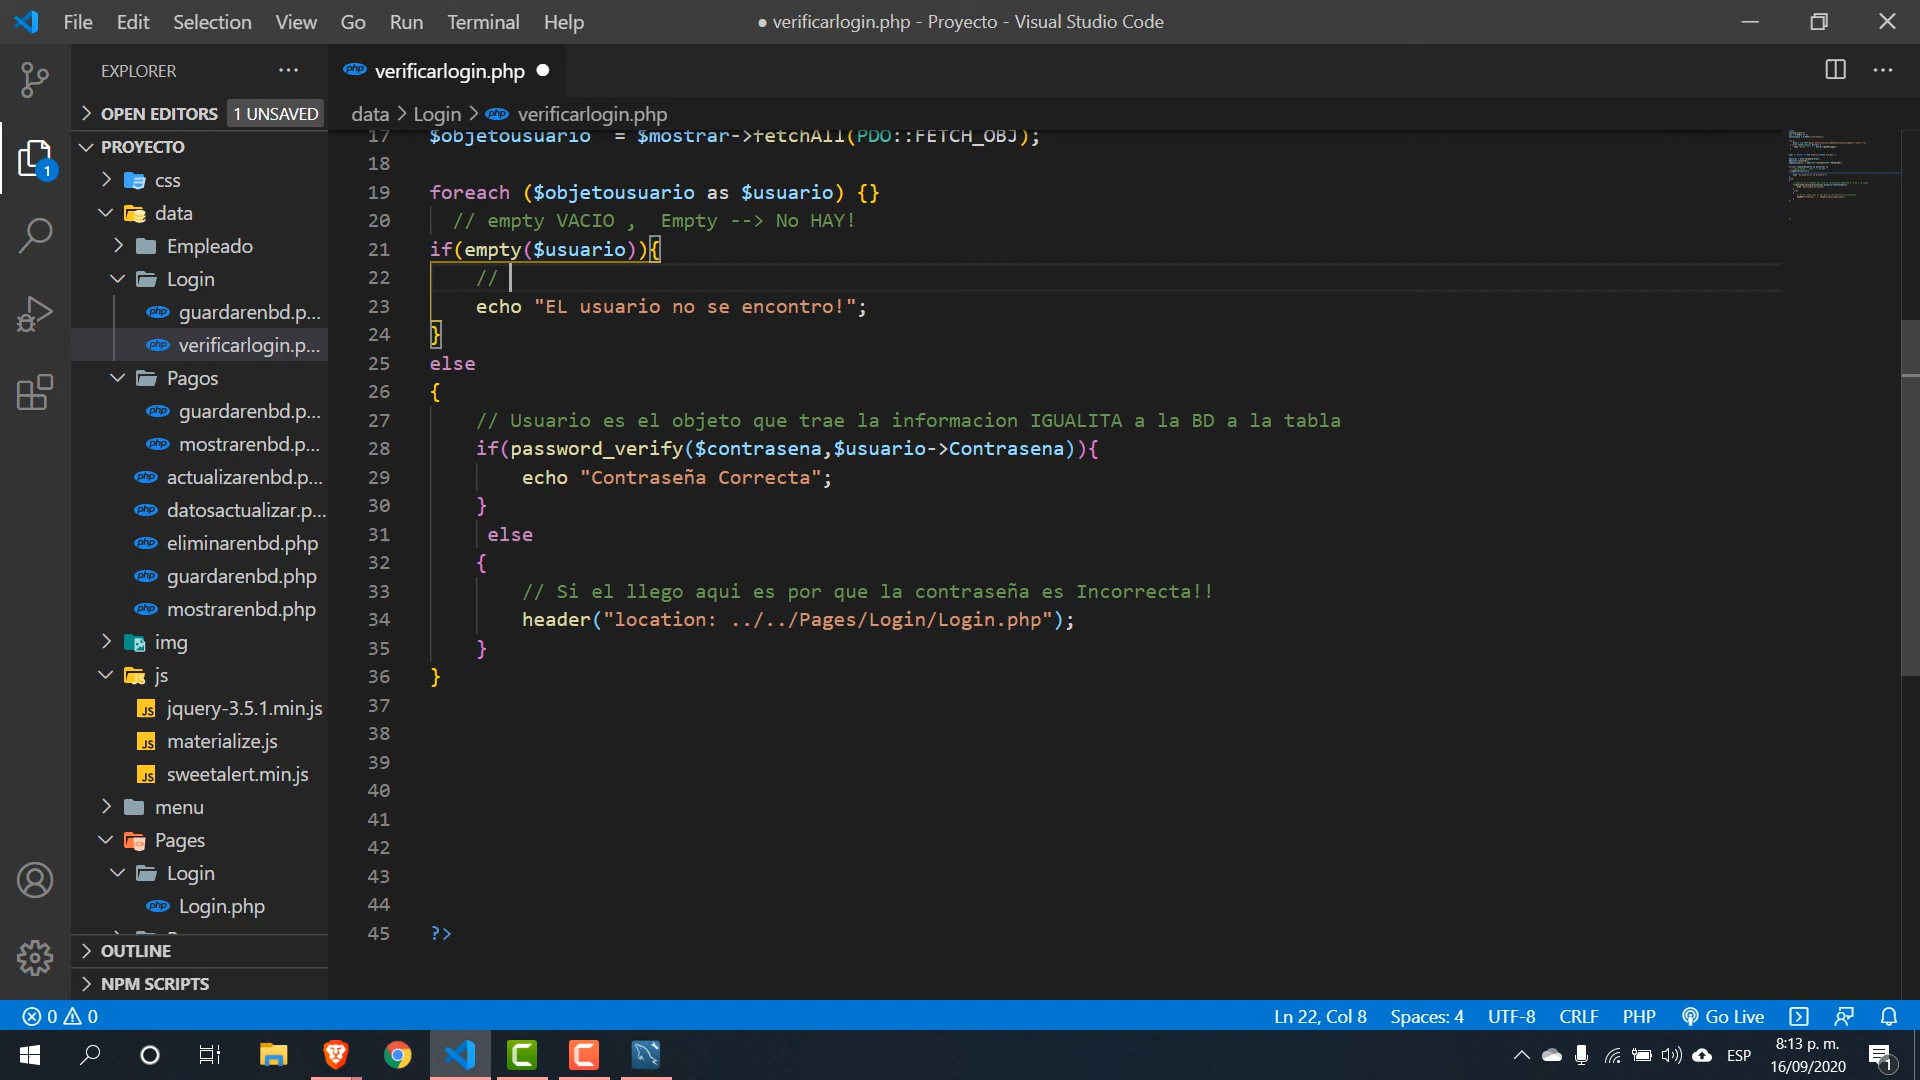 File Edit Selection View Go Run Terminal Help ● verificarlogin.php - Proyecto - Visual Studio Code
EXPLORER ···
verificarlogin.php ●
OPEN EDITORS 1 UNSAVED
data > Login > verificarlogin.php
PROYECTO
css
data
Empleado
Login
guardarenbd.p...
verificarlogin.p...
Pagos
guardarenbd.p...
mostrarenbd.p...
actualizarenbd.p...
datosactualizar.p...
eliminarenbd.php
guardarenbd.php
mostrarenbd.php
img
js
jquery-3.5.1.min.js
materialize.js
sweetalert.min.js
menu
Pages
Login
Login.php
OUTLINE
NPM SCRIPTS
17 $objetousuario = $mostrar->fetchAll(PDO::FETCH_OBJ);
18
19 foreach ($objetousuario as $usuario) {}
20 // empty VACIO , Empty --> No HAY!
21 if(empty($usuario)){
22 //
23 echo "EL usuario no se encontro!";
24 }
25 else
26 {
27 // Usuario es el objeto que trae la informacion IGUALITA a la BD a la tabla
28 if(password_verify($contrasena,$usuario->Contrasena)){
29 echo "Contraseña Correcta";
30 }
31 else
32 {
33 // Si el llego aqui es por que la contraseña es Incorrecta!!
34 header("location: ../../Pages/Login/Login.php");
35 }
36 }
37
38
39
40
41
42
43
44
45 ?>
0 0 Ln 22, Col 8 Spaces: 4 UTF-8 CRLF PHP Go Live
ESP 8:13 p. m.
16/09/2020 1